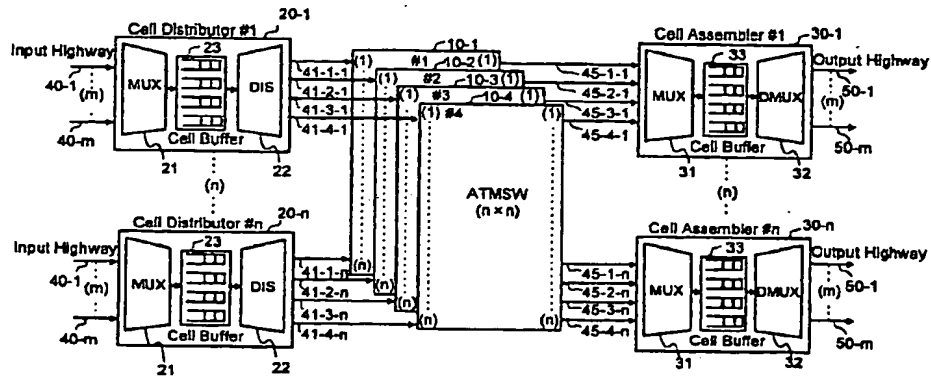 Cell Distributor #1
20-1
Input Highway
23
40-1
(m)
40-m
MUX
DIS
Cell Buffer
21
22
41-1-1
41-2-1
41-3-1
41-4-1
10-1
(1)
#1
10-2
(1)
(1)
#2
10-3
(1)
(1)
#3
10-4
(1)
(1)
#4
(1)
ATMSW
(n × n)
45-1-1
45-2-1
45-3-1
45-4-1
Cell Assembler #1
30-1
33
Output Highway
50-1
(m)
50-m
MUX
DMUX
Cell Buffer
31
32
(n)
(n)
Cell Distributor #n
20-n
Input Highway
23
40-1
(m)
40-m
MUX
DIS
Cell Buffer
21
22
41-1-n
41-2-n
41-3-n
41-4-n
(n)
(n)
(n)
(n)
(n)
45-1-n
45-2-n
45-3-n
45-4-n
Cell Assembler #n
30-n
33
Output Highway
50-1
(m)
50-m
MUX
DMUX
Cell Buffer
31
32